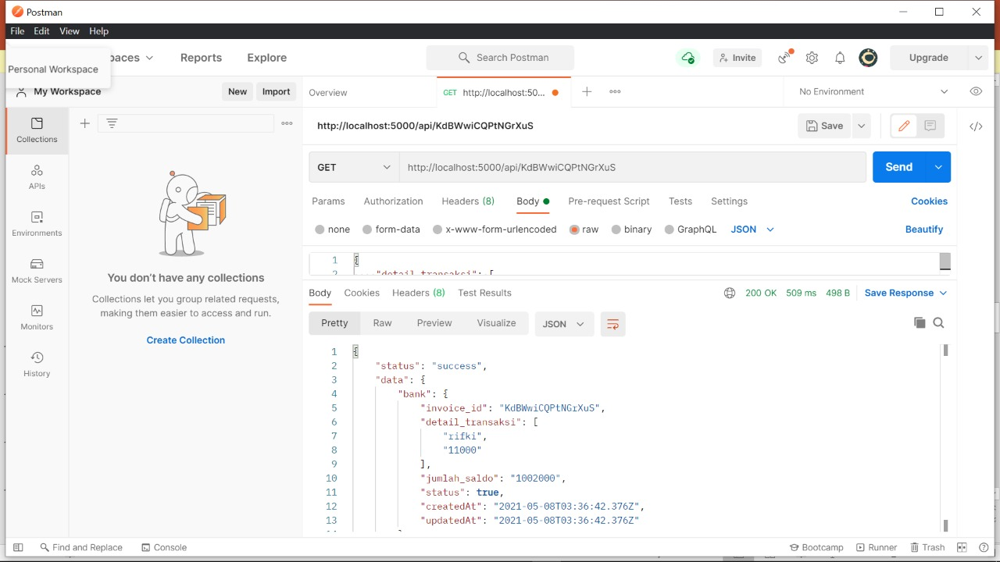 Postman
File Edit View Help
paces Reports Explore Search Postman Invite Upgrade
Personal Workspace
My Workspace New Import Overview GET http://localhost:50... No Environment
http://localhost:5000/api/KdBWwiCQPtNGrXuS Save
Collections
APIs
Environments
Mock Servers
Monitors
History
You don't have any collections
Collections let you group related requests,
making them easier to access and run.
Create Collection
GET http://localhost:5000/api/KdBWwiCQPtNGrXuS Send
Params Authorization Headers (8) Body Pre-request Script Tests Settings Cookies
none form-data x-www-form-urlencoded raw binary GraphQL JSON Beautify
1 {
2 "detail_transaksi": [
Body Cookies Headers (8) Test Results 200 OK 509 ms 498 B Save Response
Pretty Raw Preview Visualize JSON
1 {
2 "status": "success",
3 "data": {
4 "bank": {
5 "invoice_id": "KdBWwiCQPtNGrXuS",
6 "detail_transaksi": [
7 "rifki",
8 "11000"
9 ],
10 "jumlah_saldo": "1002000",
11 "status": true,
12 "createdAt": "2021-05-08T03:36:42.376Z",
13 "updatedAt": "2021-05-08T03:36:42.376Z"
Find and Replace Console Bootcamp Runner Trash